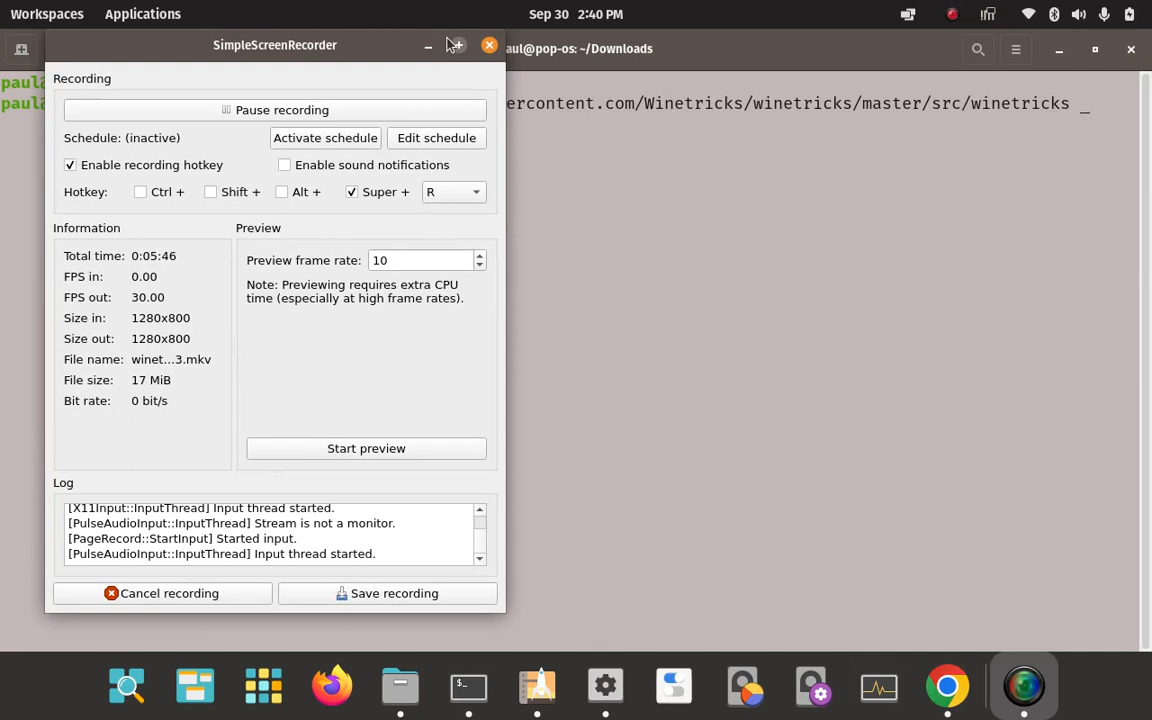 Workspaces Applications Sep 30 2:40 PM
SimpleScreenRecorder
aul@pop-os: ~/Downloads
paul
paula
ercontent.com/Winetricks/winetricks/master/src/winetricks _
Recording
Pause recording
Schedule: (inactive) Activate schedule Edit schedule
Enable recording hotkey Enable sound notifications
Hotkey: Ctrl + Shift + Alt + Super + R
Information
Total time: 0:05:46
FPS in: 0.00
FPS out: 30.00
Size in: 1280x800
Size out: 1280x800
File name: winet...3.mkv
File size: 17 MiB
Bit rate: 0 bit/s
Preview
Preview frame rate: 10
Note: Previewing requires extra CPU
time (especially at high frame rates).
Start preview
Log
[X11Input::InputThread] Input thread started.
[PulseAudioInput::InputThread] Stream is not a monitor.
[PageRecord::StartInput] Started input.
[PulseAudioInput::InputThread] Input thread started.
Cancel recording Save recording